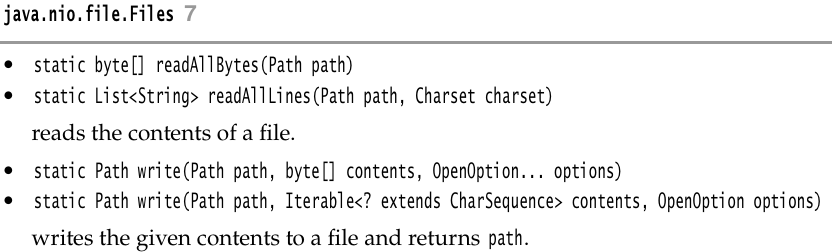 java.nio.file.Files 7
• static byte[] readAllBytes(Path path)
• static List<String> readAllLines(Path path, Charset charset)
reads the contents of a file.
• static Path write(Path path, byte[] contents, OpenOption... options)
• static Path write(Path path, Iterable<? extends CharSequence> contents, OpenOption options)
writes the given contents to a file and returns path.